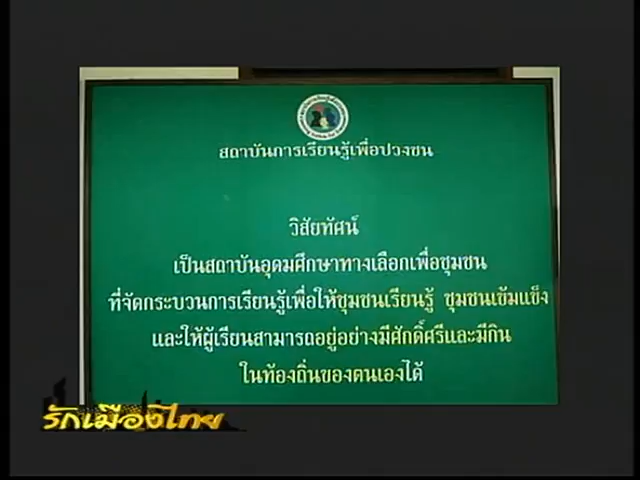 สถาบันการเรียนรู้เพื่อปวงชน
วิสัยทัศน์
เป็นสถาบันอุดมศึกษาทางเลือกเพื่อชุมชน
ที่จัดกระบวนการเรียนรู้เพื่อให้ชุมชนเรียนรู้ ชุมชนเข้มแข็ง
และให้ผู้เรียนสามารถอยู่อย่างมีศักดิ์ศรีและมีกิน
ในท้องถิ่นของตนเองได้
รักเมืองไทย